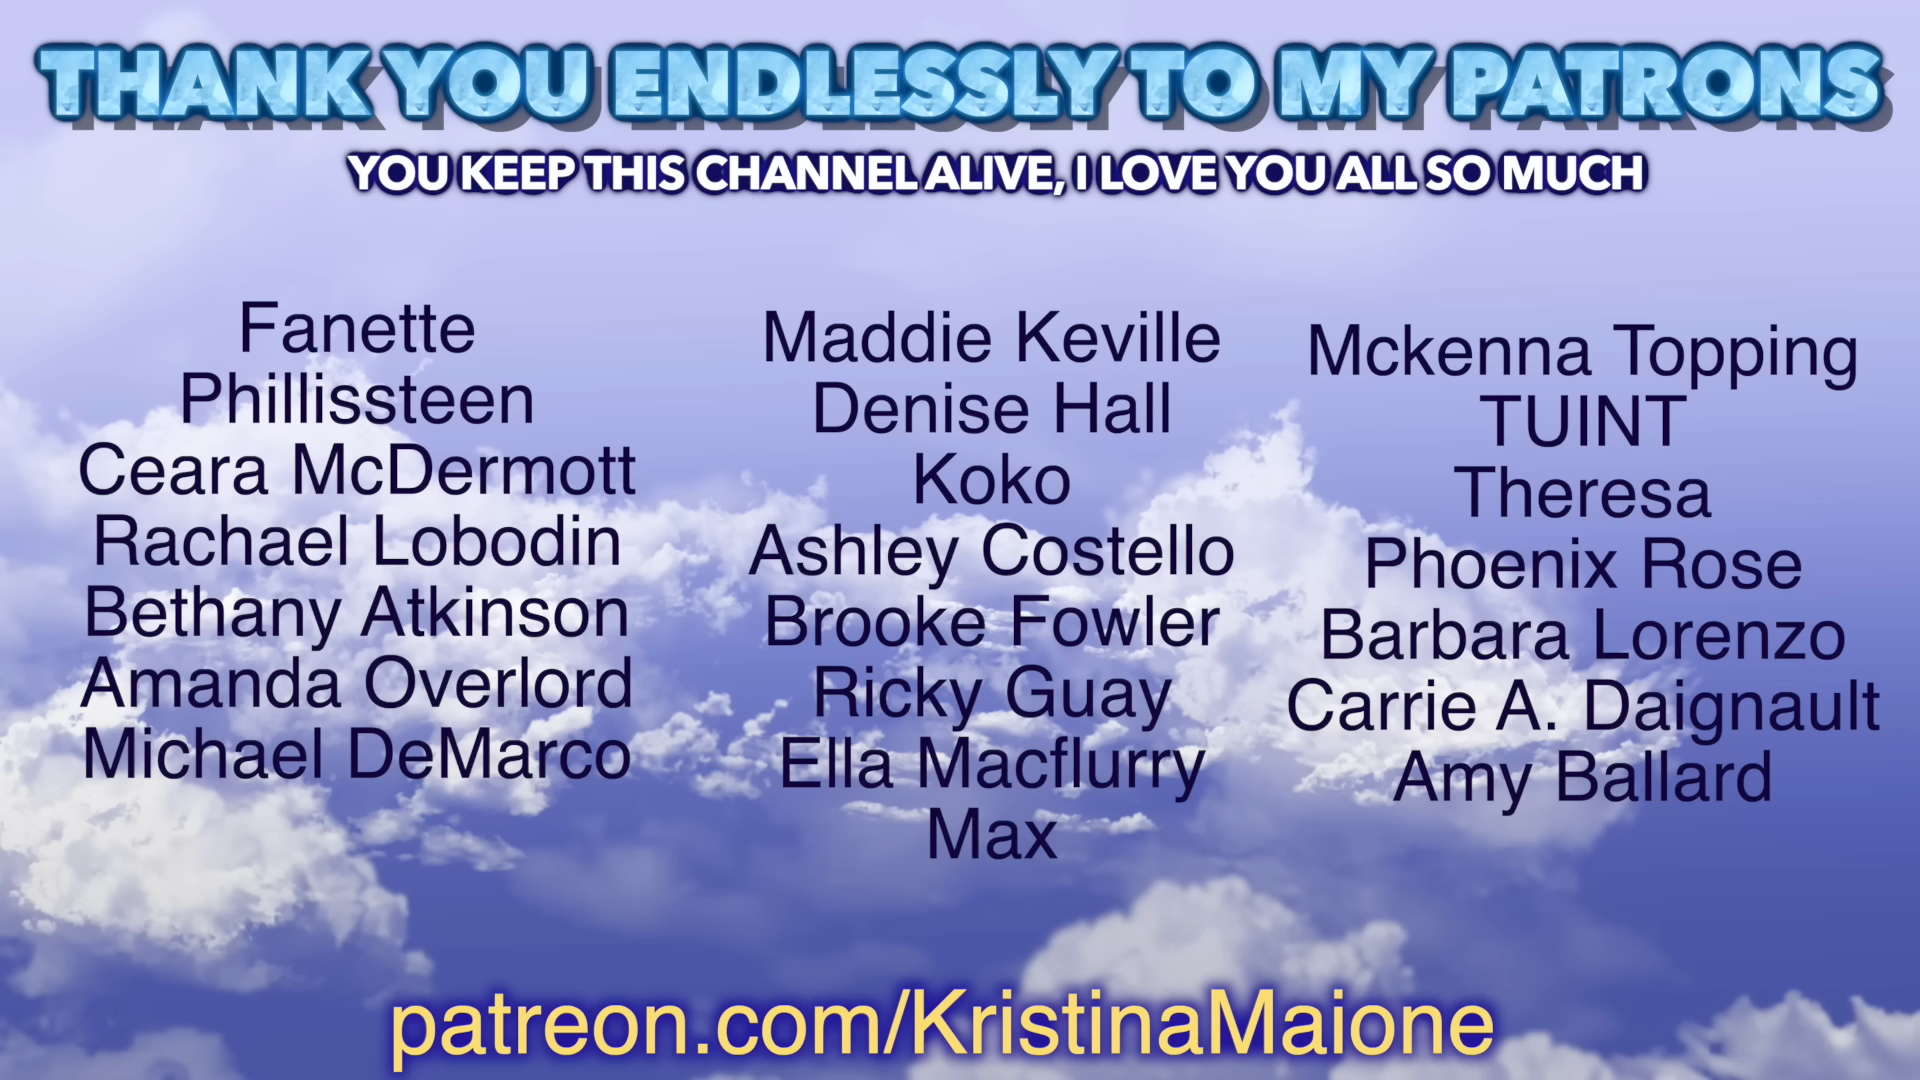 THANK YOU ENDLESSLY TO MY PATRONS
YOU KEEP THIS CHANNEL ALIVE, I LOVE YOU ALL SO MUCH
Fanette
Phillissteen
Ceara McDermott
Rachael Lobodin
Bethany Atkinson
Amanda Overlord
Michael DeMarco
Maddie Keville
Denise Hall
Koko
Ashley Costello
Brooke Fowler
Ricky Guay
Ella Macflurry
Max
Mckenna Topping
TUINT
Theresa
Phoenix Rose
Barbara Lorenzo
Carrie A. Daignault
Amy Ballard
patreon.com/KristinaMaione